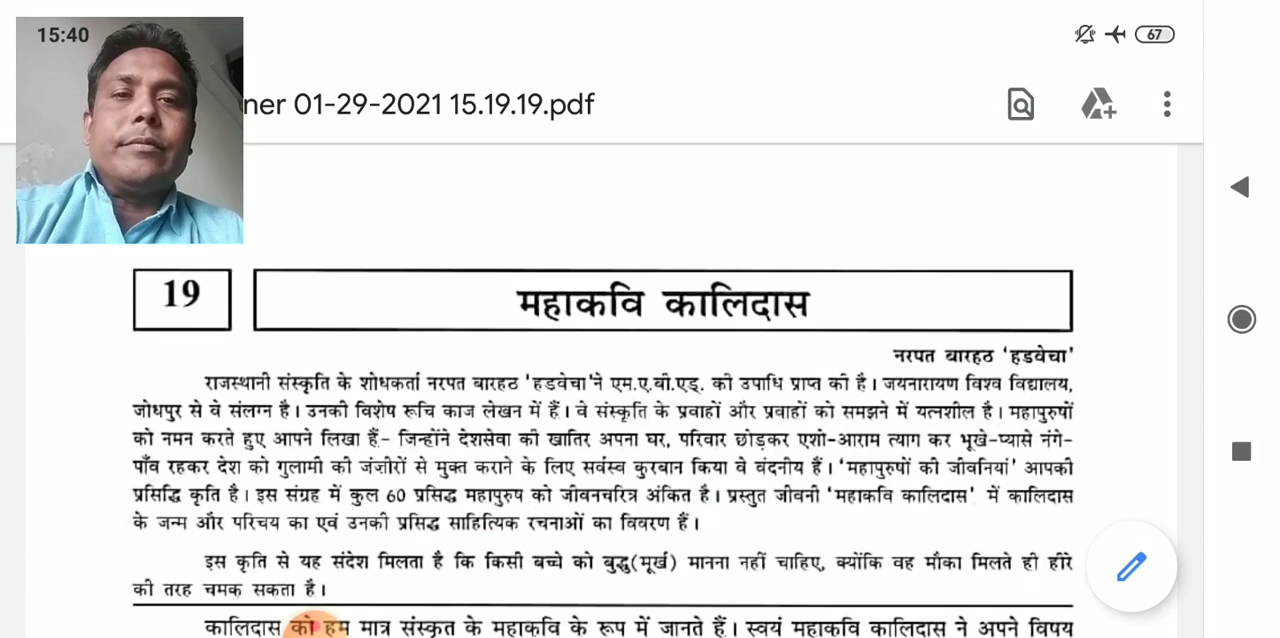 15:40
67
ner 01-29-2021 15.19.19.pdf
19
महाकवि कालिदास
नरपत बारहठ 'हडवेचा'
राजस्थानी संस्कृति के शोधकर्ता नरपत बारहठ 'हडवेचा'ने एम.ए.बी.एड्. की उपाधि प्राप्त की है। जयनारायण विश्व विद्यालय,
जोधपुर से वे संलग्न है। उनकी विशेष रूचि काज लेखन में हैं। वे संस्कृति के प्रवाहों और प्रवाहों को समझने में यत्नशील है। महापुरुषों
को नमन करते हुए आपने लिखा हैं- जिन्होंने देशसेवा की खातिर अपना घर, परिवार छोड़कर एशो-आराम त्याग कर भूखे-प्यासे नंगे-
पाँव रहकर देश को गुलामी की जंजीरों से मुक्त कराने के लिए सर्वस्व कुरबान किया वे वंदनीय हैं। 'महापुरुषों की जीवनियां' आपकी
प्रसिद्धि कृति है। इस संग्रह में कुल 60 प्रसिद्ध महापुरुष को जीवनचरित्र अंकित है। प्रस्तुत जीवनी 'महाकवि कालिदास' में कालिदास
के जन्म और परिचय का एवं उनकी प्रसिद्ध साहित्यिक रचनाओं का विवरण हैं।
इस कृति से यह संदेश मिलता है कि किसी बच्चे को बुद्धु(मूर्ख) मानना नहीं चाहिए, क्योंकि वह मौका मिलते ही हीरे
की तरह चमक सकता है।
कालिदास को हम मात्र संस्कृत के महाकवि के रूप में जानते हैं। स्वयं महाकवि कालिदास ने अपने विषय